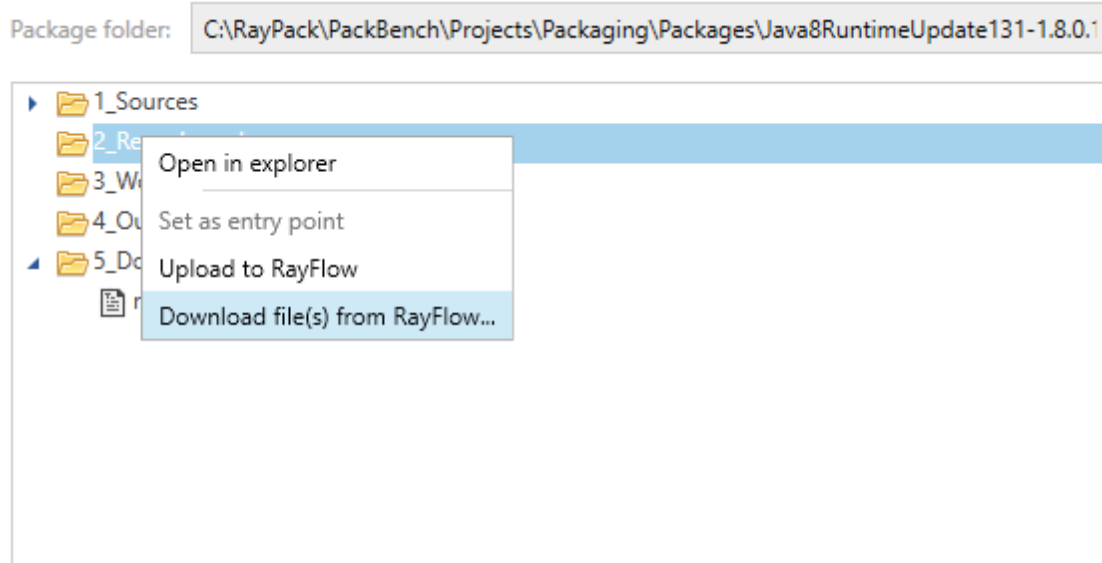 Package folder: C:\RayPack\PackBench\Projects\Packaging\Packages\Java8RuntimeUpdate131-1.8.0.1
1_Sources
2_Re
Open in explorer
3_W
Set as entry point
4_Ou
Upload to RayFlow
5_Do
Download file(s) from RayFlow...